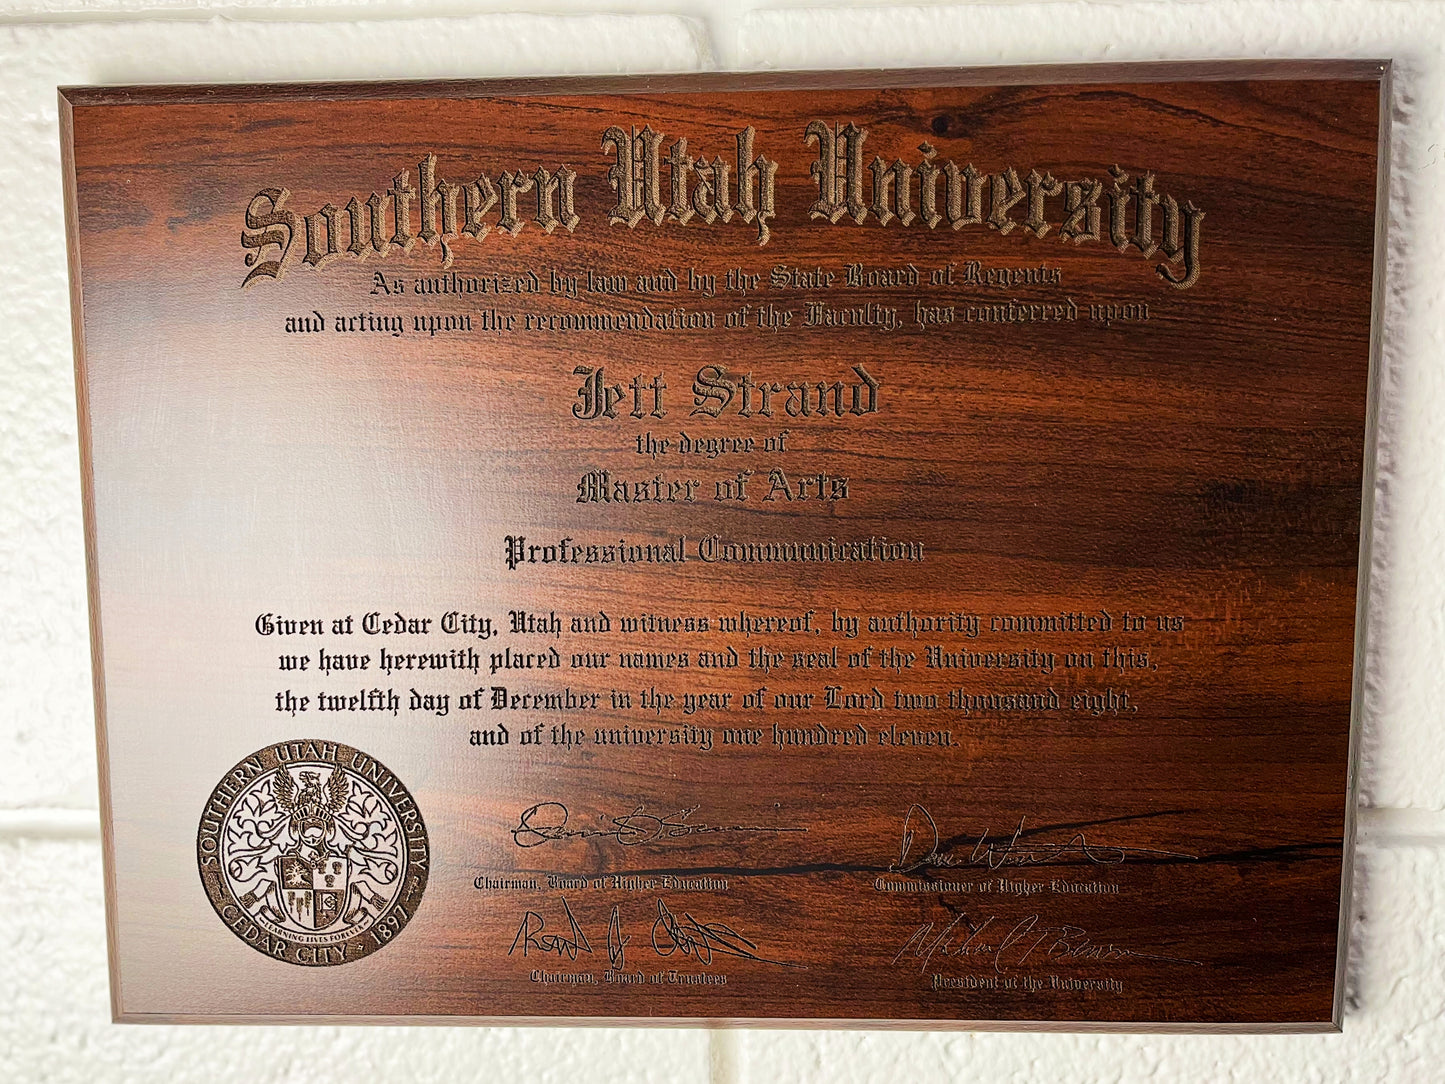 Southern Utah University
As authorized by law and by the State Board of Regents
and acting upon the recommendation of the Faculty, has conferred upon
Jett Strand
the degree of
Master of Arts
Professional Communication
Given at Cedar City, Utah and witness whereof, by authority committed to us
we have herewith placed our names and the seal of the University on this,
the twelfth day of December in the year of our Lord two thousand eight,
and of the university one hundred eleven.
SOUTHERN UTAH UNIVERSITY
LEARNING LIVES FOREVER
CEDAR CITY • 1897
Chairman, Board of Higher Education
Commissioner of Higher Education
Chairman, Board of Trustees
President of the University